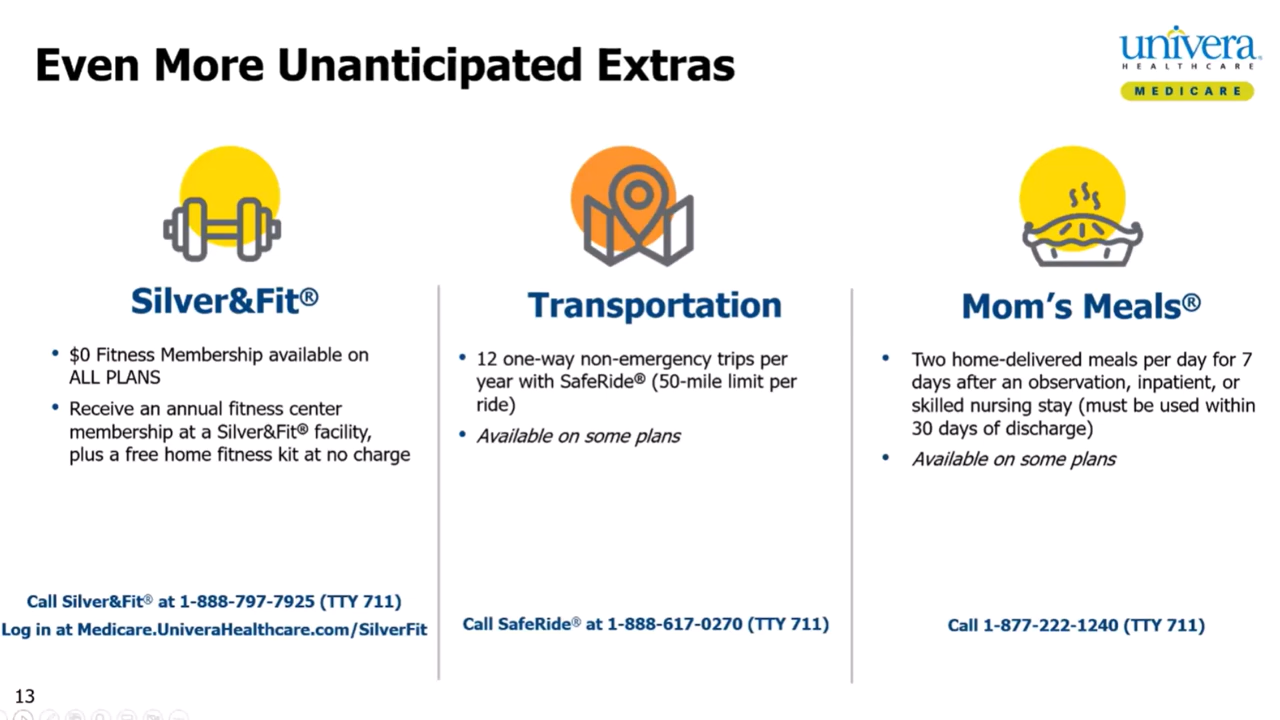 Even More Unanticipated Extras
univera
HEALTHCARE
MEDICARE
Silver&Fit®
• $0 Fitness Membership available on
ALL PLANS
• Receive an annual fitness center
membership at a Silver&Fit® facility,
plus a free home fitness kit at no charge
Call Silver&Fit® at 1-888-797-7925 (TTY 711)
Log in at Medicare.UniveraHealthcare.com/SilverFit
Transportation
• 12 one-way non-emergency trips per
year with SafeRide® (50-mile limit per
ride)
• Available on some plans
Call SafeRide® at 1-888-617-0270 (TTY 711)
Mom’s Meals®
• Two home-delivered meals per day for 7
days after an observation, inpatient, or
skilled nursing stay (must be used within
30 days of discharge)
• Available on some plans
Call 1-877-222-1240 (TTY 711)
13